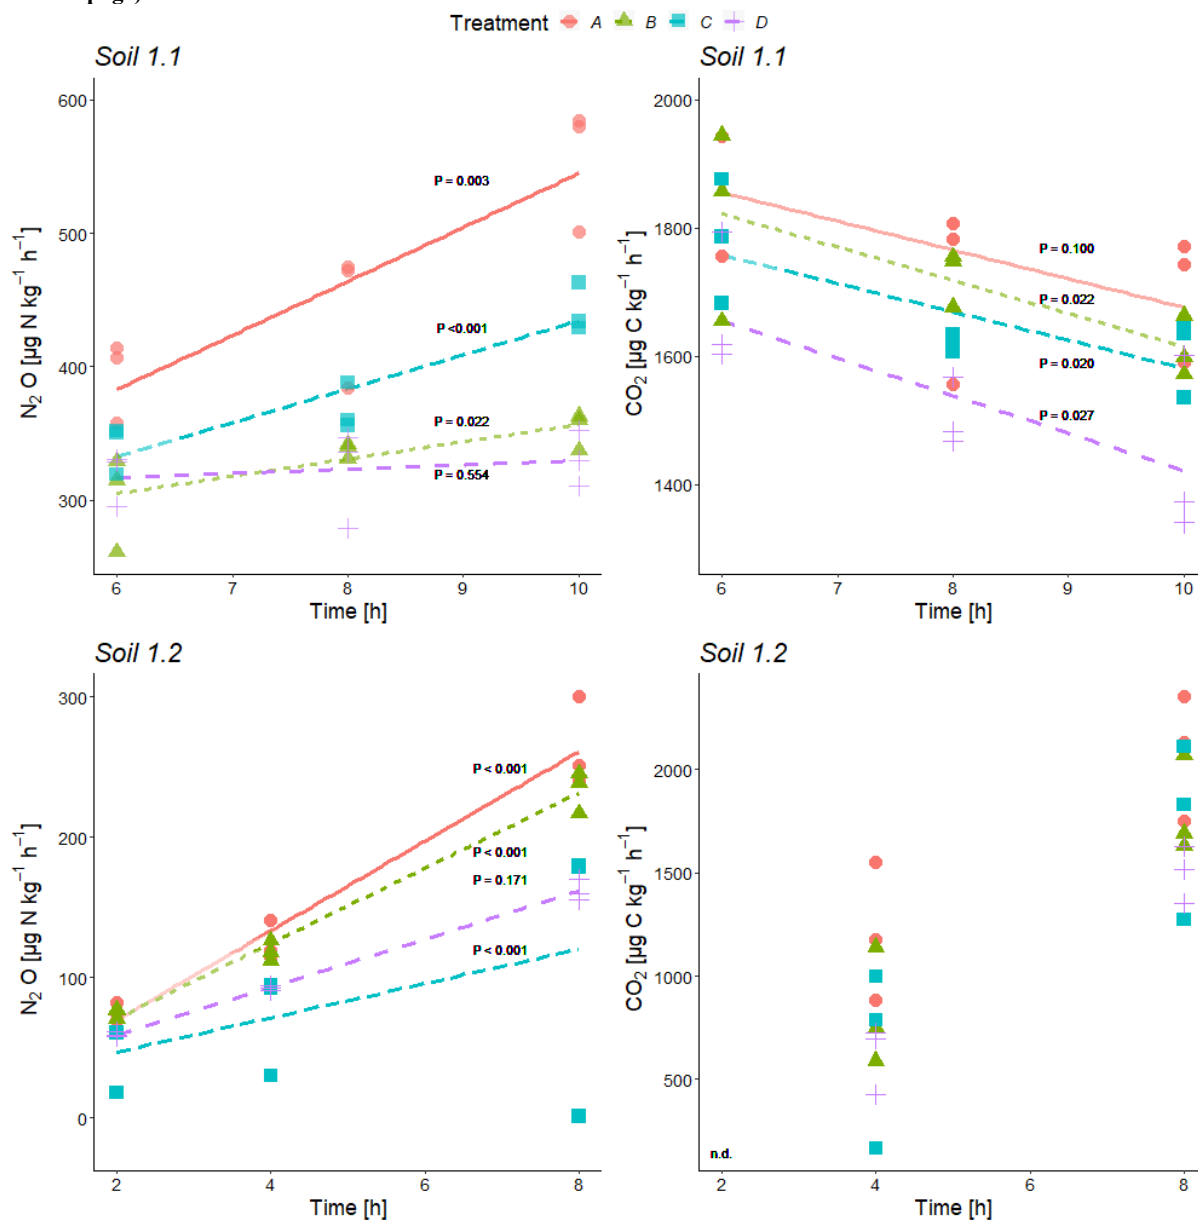 Treatment A B C D
Soil 1.1
600
500
400
300
N₂ O [µg N kg⁻¹ h⁻¹]
P = 0.003
P <0.001
P = 0.022
P = 0.554
6 7 8 9 10
Time [h]
Soil 1.1
2000
1800
1600
1400
CO₂ [µg C kg⁻¹ h⁻¹]
P = 0.100
P = 0.022
P = 0.020
P = 0.027
6 7 8 9 10
Time [h]
Soil 1.2
300
200
100
0
N₂ O [µg N kg⁻¹ h⁻¹]
P < 0.001
P < 0.001
P = 0.171
P < 0.001
2 4 6 8
Time [h]
Soil 1.2
2000
1500
1000
500
CO₂ [µg C kg⁻¹ h⁻¹]
n.d.
2 4 6 8
Time [h]